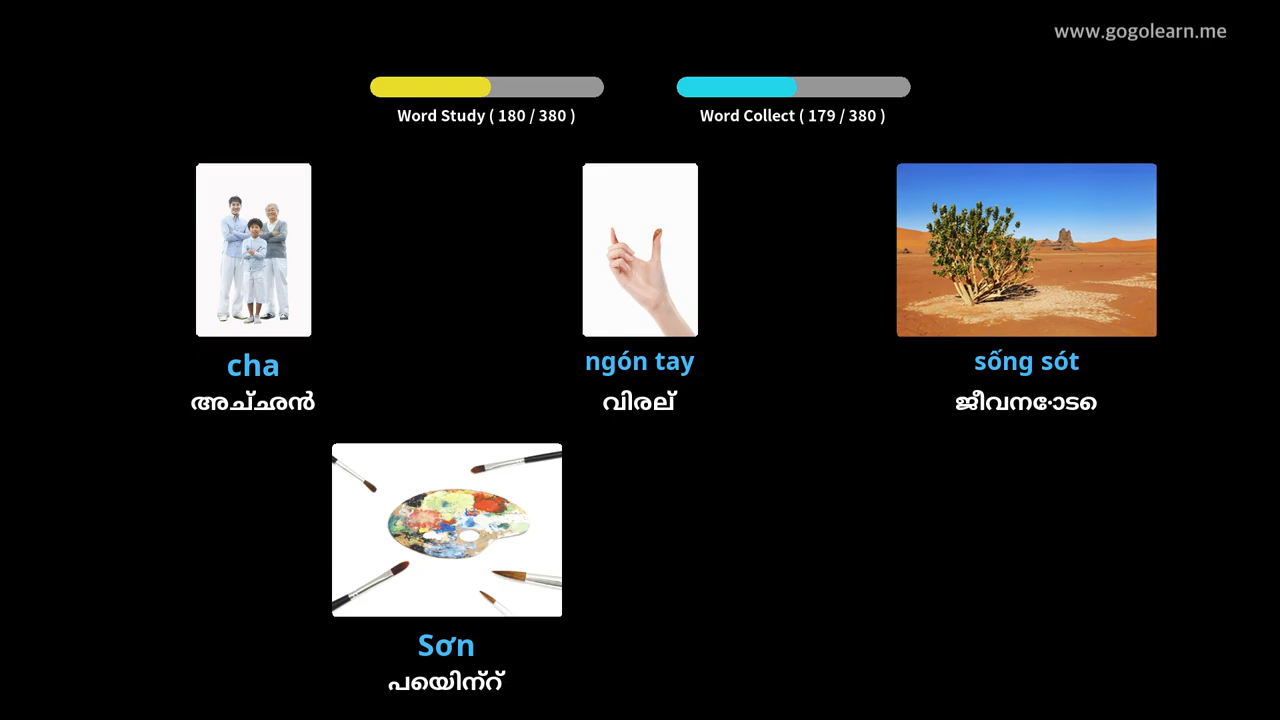 www.gogolearn.me
Word Study ( 180 / 380 )
Word Collect ( 179 / 380 )
cha
ngón tay
sống sót
അച്ഛൻ
വിരല്
ജീവനോടെ
Sơn
പയെിന്റ്